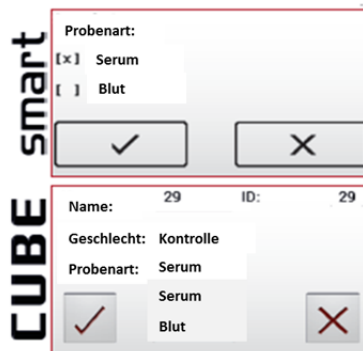 smart
Probenart:
[x] Serum
[ ] Blut
CUBE
Name: 29 ID: 29
Geschlecht: Kontrolle
Probenart: Serum
Serum
Blut